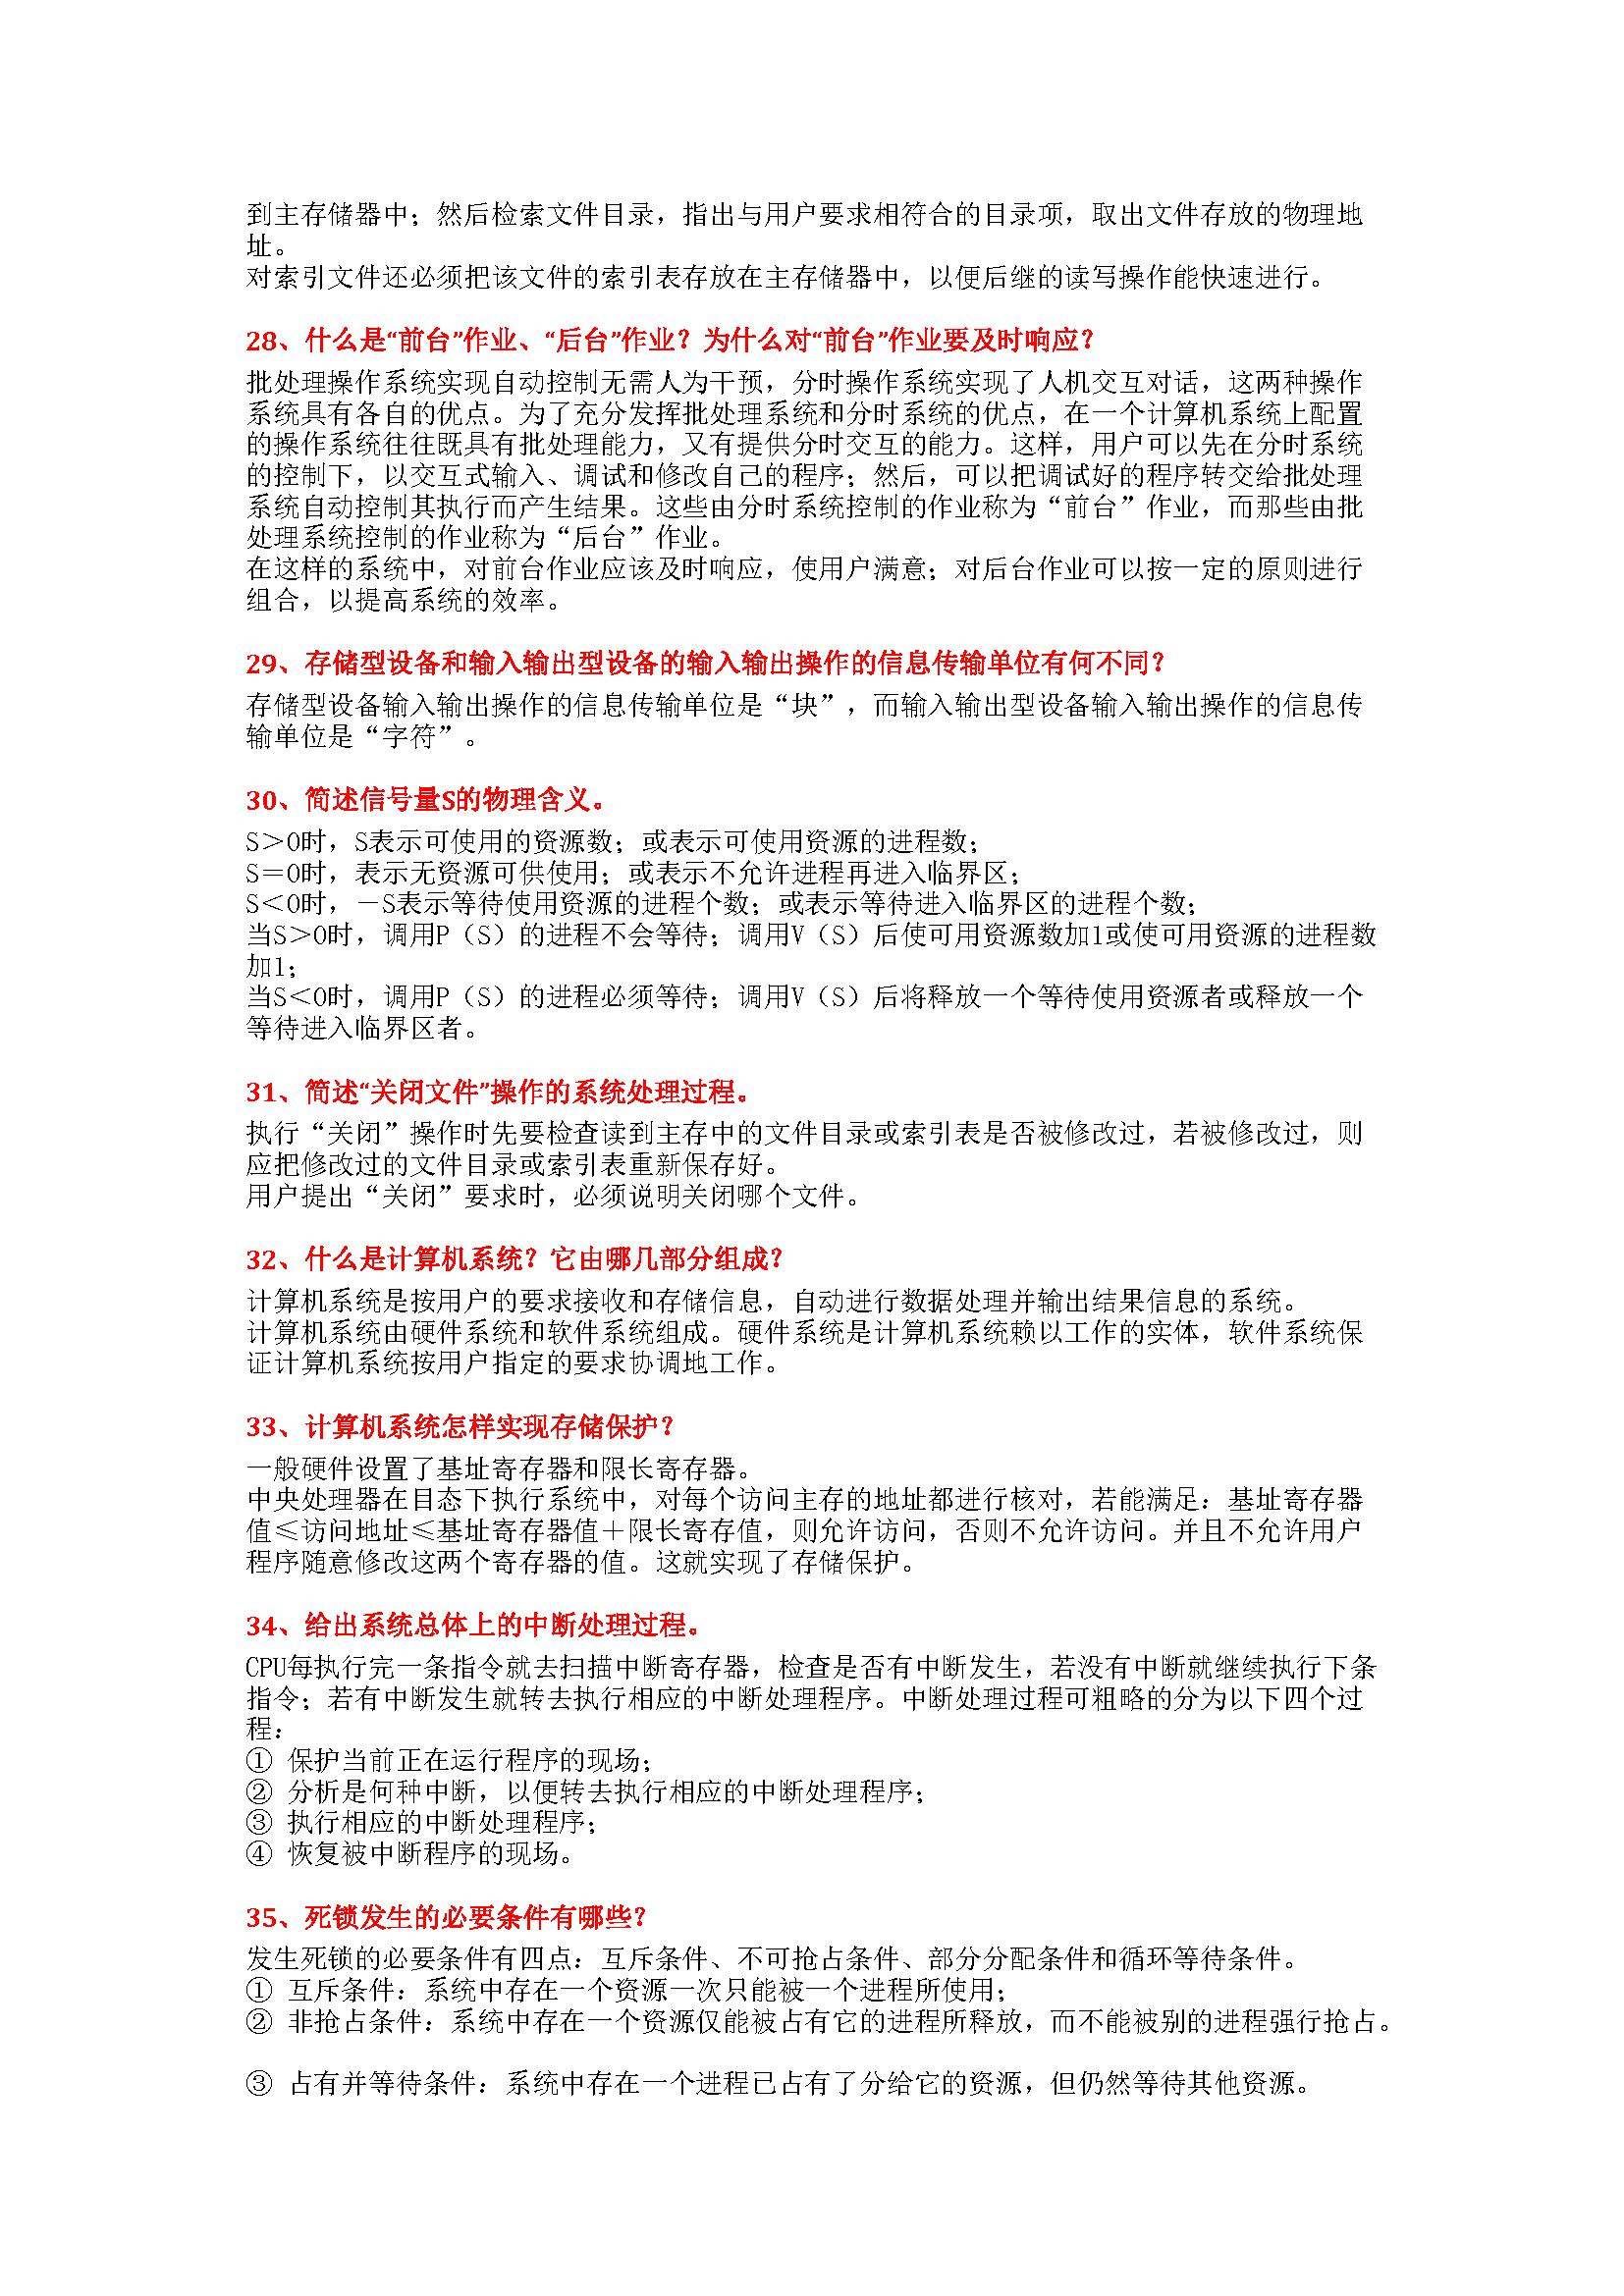 到主存储器中；然后检索文件目录，指出与用户要求相符合的目录项，取出文件存放的物理地
址。
对索引文件还必须把该文件的索引表存放在主存储器中，以便后继的读写操作能快速进行。
28、什么是“前台”作业、“后台”作业？为什么对“前台”作业要及时响应？
批处理操作系统实现自动控制无需人为干预，分时操作系统实现了人机交互对话，这两种操作
系统具有各自的优点。为了充分发挥批处理系统和分时系统的优点，在一个计算机系统上配置
的操作系统往往既具有批处理能力，又有提供分时交互的能力。这样，用户可以先在分时系统
的控制下，以交互式输入、调试和修改自己的程序；然后，可以把调试好的程序转交给批处理
系统自动控制其执行而产生结果。这些由分时系统控制的作业称为“前台”作业，而那些由批
处理系统控制的作业称为“后台”作业。
在这样的系统中，对前台作业应该及时响应，使用户满意；对后台作业可以按一定的原则进行
组合，以提高系统的效率。
29、存储型设备和输入输出型设备的输入输出操作的信息传输单位有何不同？
存储型设备输入输出操作的信息传输单位是“块”，而输入输出型设备输入输出操作的信息传
输单位是“字符”。
30、简述信号量S的物理含义。
S＞0时，S表示可使用的资源数；或表示可使用资源的进程数；
S＝0时，表示无资源可供使用；或表示不允许进程再进入临界区；
S＜0时，－S表示等待使用资源的进程个数；或表示等待进入临界区的进程个数；
当S＞0时，调用P（S）的进程不会等待；调用V（S）后使可用资源数加1或使可用资源的进程数
加1；
当S＜0时，调用P（S）的进程必须等待；调用V（S）后将释放一个等待使用资源者或释放一个
等待进入临界区者。
31、简述“关闭文件”操作的系统处理过程。
执行“关闭”操作时先要检查读到主存中的文件目录或索引表是否被修改过，若被修改过，则
应把修改过的文件目录或索引表重新保存好。
用户提出“关闭”要求时，必须说明关闭哪个文件。
32、什么是计算机系统？它由哪几部分组成？
计算机系统是按用户的要求接收和存储信息，自动进行数据处理并输出结果信息的系统。
计算机系统由硬件系统和软件系统组成。硬件系统是计算机系统赖以工作的实体，软件系统保
证计算机系统按用户指定的要求协调地工作。
33、计算机系统怎样实现存储保护？
一般硬件设置了基址寄存器和限长寄存器。
中央处理器在目态下执行系统中，对每个访问主存的地址都进行核对，若能满足：基址寄存器
值≤访问地址≤基址寄存器值＋限长寄存值，则允许访问，否则不允许访问。并且不允许用户
程序随意修改这两个寄存器的值。这就实现了存储保护。
34、给出系统总体上的中断处理过程。
CPU每执行完一条指令就去扫描中断寄存器，检查是否有中断发生，若没有中断就继续执行下条
指令；若有中断发生就转去执行相应的中断处理程序。中断处理过程可粗略的分为以下四个过
程：
① 保护当前正在运行程序的现场；
② 分析是何种中断，以便转去执行相应的中断处理程序；
③ 执行相应的中断处理程序；
④ 恢复被中断程序的现场。
35、死锁发生的必要条件有哪些？
发生死锁的必要条件有四点：互斥条件、不可抢占条件、部分分配条件和循环等待条件。
① 互斥条件：系统中存在一个资源一次只能被一个进程所使用；
② 非抢占条件：系统中存在一个资源仅能被占有它的进程所释放，而不能被别的进程强行抢占。
③ 占有并等待条件：系统中存在一个进程已占有了分给它的资源，但仍然等待其他资源。